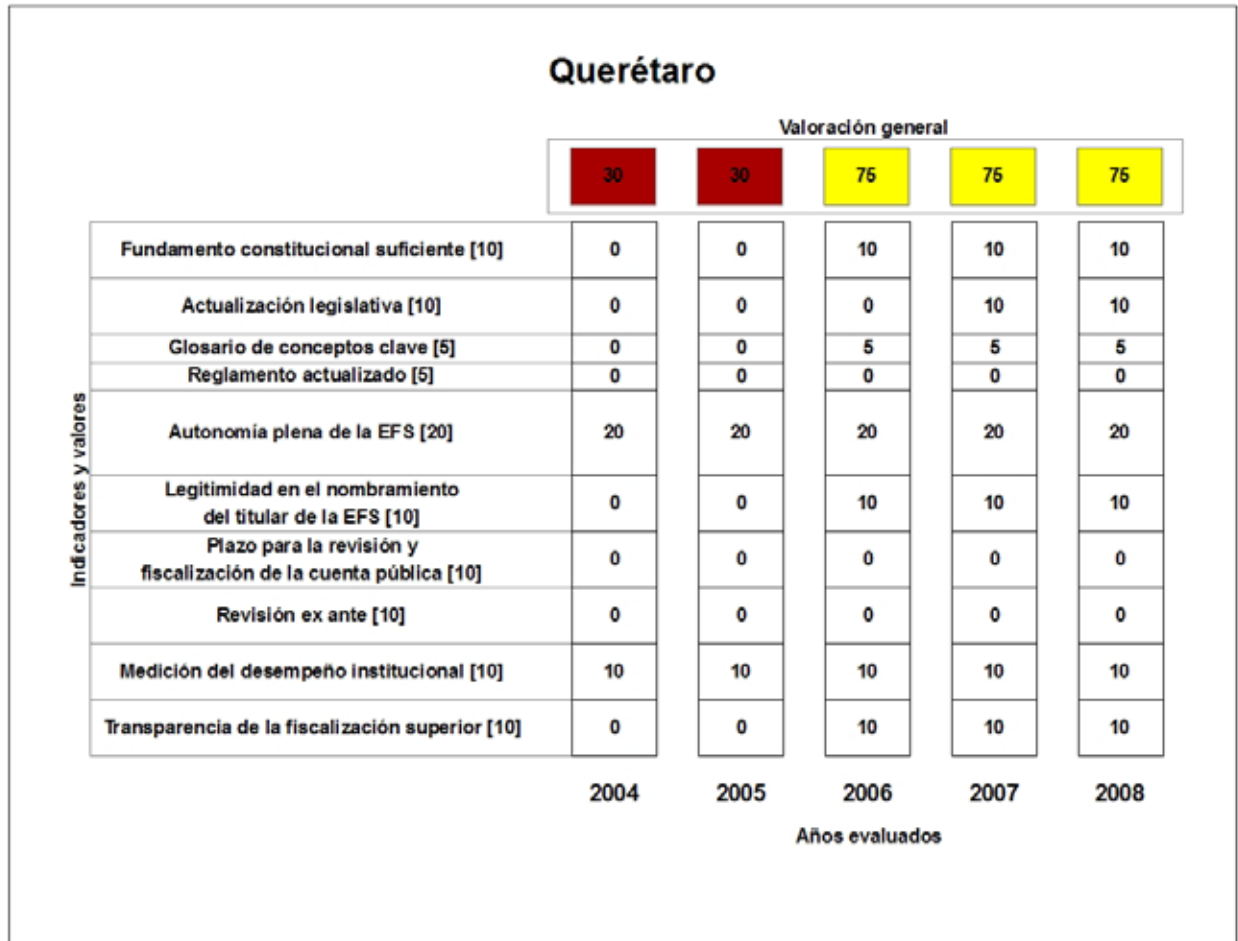 Querétaro
Valoración general
30 30 75 75 75
Fundamento constitucional suficiente [10] 0 0 10 10 10
Actualización legislativa [10] 0 0 0 10 10
Glosario de conceptos clave [5] 0 0 5 5 5
Reglamento actualizado [5] 0 0 0 0 0
Autonomía plena de la EFS [20] 20 20 20 20 20
Legitimidad en el nombramiento
del titular de la EFS [10] 0 0 10 10 10
Plazo para la revisión y
fiscalización de la cuenta pública [10] 0 0 0 0 0
Revisión ex ante [10] 0 0 0 0 0
Medición del desempeño institucional [10] 10 10 10 10 10
Transparencia de la fiscalización superior [10] 0 0 10 10 10
Indicadores y valores
2004 2005 2006 2007 2008
Años evaluados